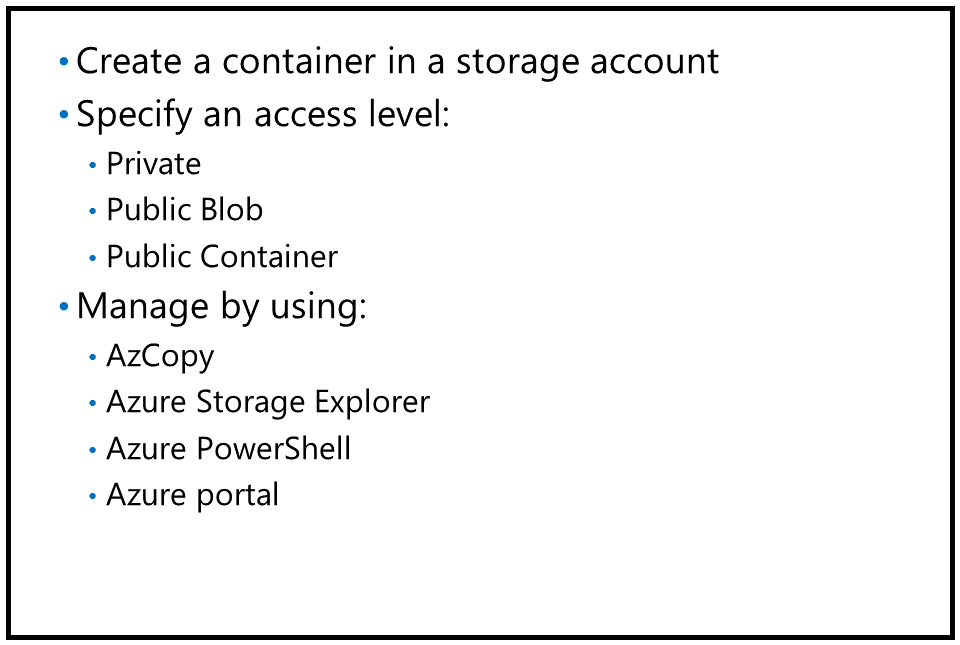 • Create a container in a storage account
• Specify an access level:
• Private
• Public Blob
• Public Container
• Manage by using:
• AzCopy
• Azure Storage Explorer
• Azure PowerShell
• Azure portal